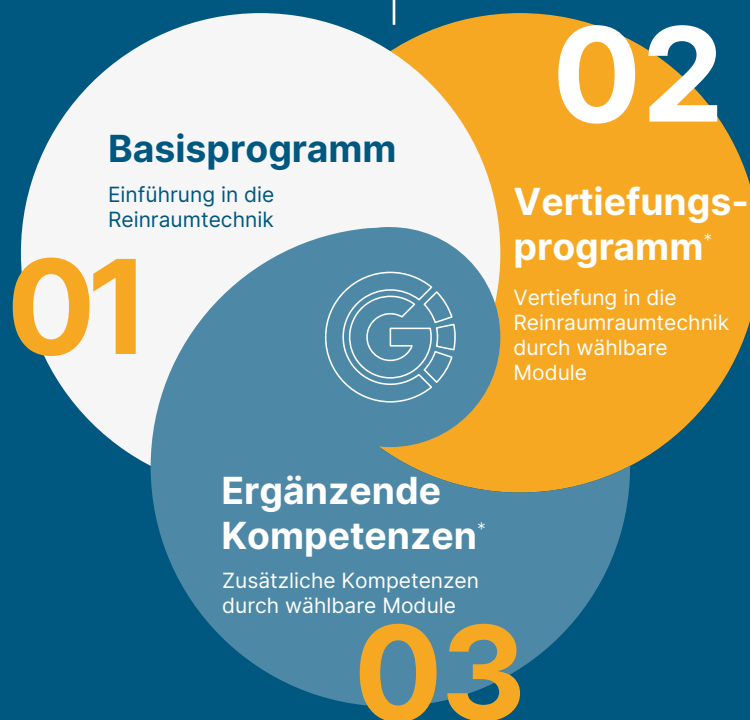 01
Basisprogramm
Einführung in die
Reinraumtechnik
02
Vertiefungs-
programm*
Vertiefung in die
Reinraumraumtechnik
durch wählbare
Module
Ergänzende
Kompetenzen*
Zusätzliche Kompetenzen
durch wählbare Module
03